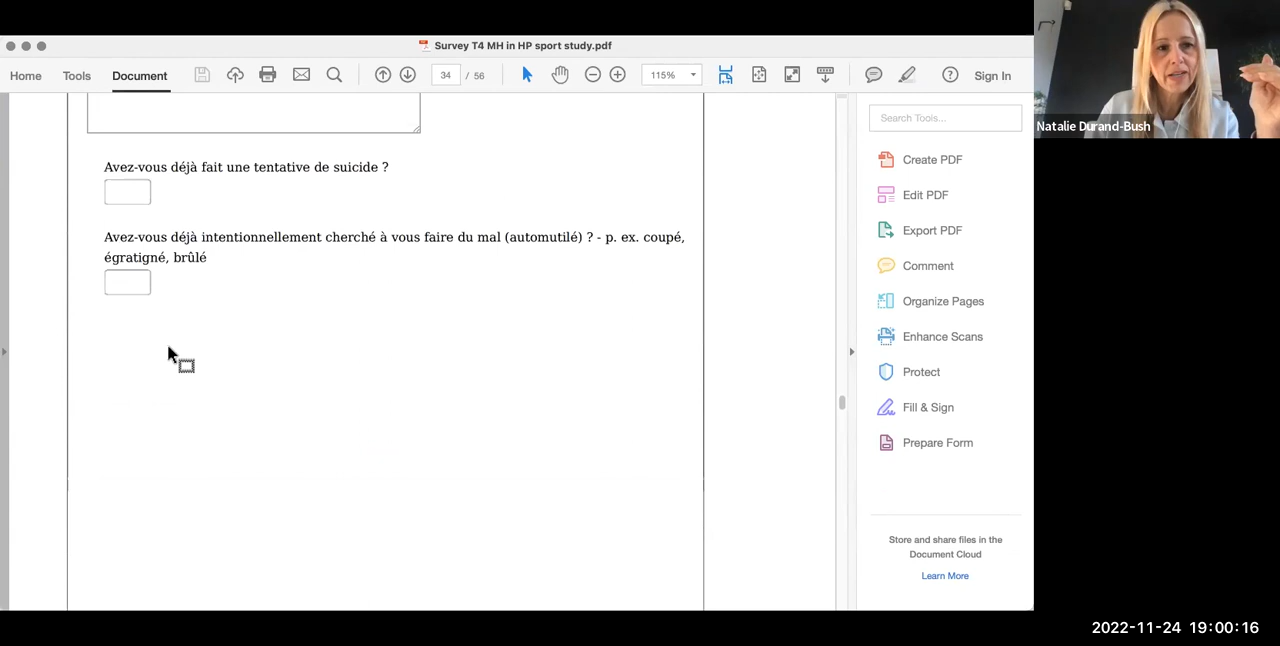 Survey T4 MH in HP sport study.pdf
Home Tools Document 34 / 56 115% Sign In
Natalie Durand-Bush
Avez-vous déjà fait une tentative de suicide ?
Avez-vous déjà intentionnellement cherché à vous faire du mal (automutilé) ? - p. ex. coupé,
égratigné, brûlé
Search Tools...
Create PDF
Edit PDF
Export PDF
Comment
Organize Pages
Enhance Scans
Protect
Fill & Sign
Prepare Form
Store and share files in the
Document Cloud
Learn More
2022-11-24 19:00:16